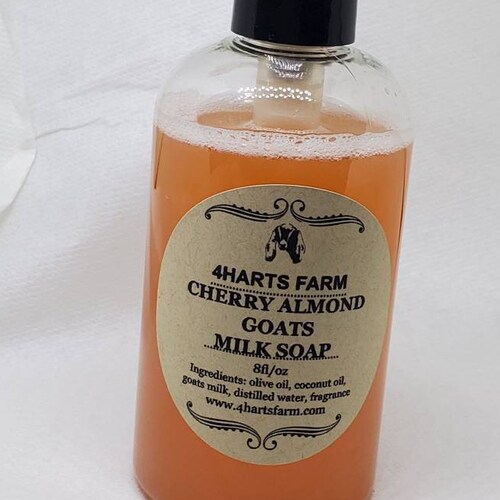 4HARTS FARM
CHERRY ALMOND
GOATS
MILK SOAP
8fl/oz
Ingredients: olive oil, coconut oil,
goats milk, distilled water, fragrance
www.4hartsfarm.com